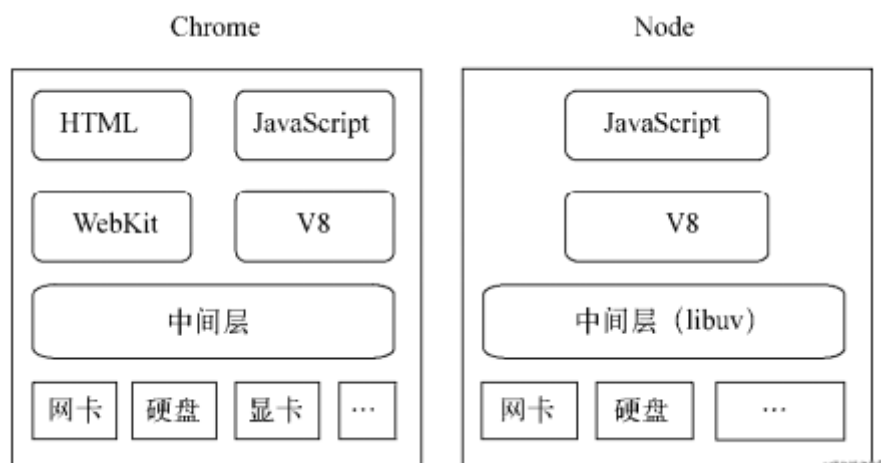 Chrome
Node
HTML
JavaScript
WebKit
V8
中间层
网卡
硬盘
显卡
…
JavaScript
V8
中间层（libuv）
网卡
硬盘
…